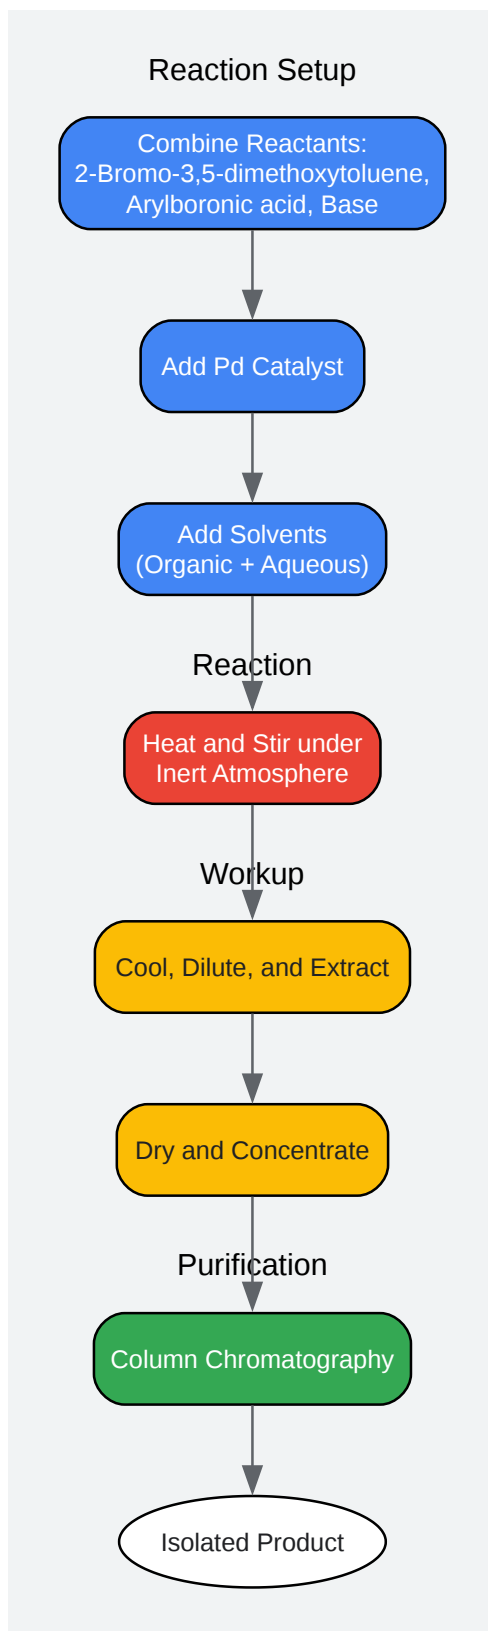 Reaction Setup
Combine Reactants:
2-Bromo-3,5-dimethoxytoluene,
Arylboronic acid, Base
Add Pd Catalyst
Add Solvents
(Organic + Aqueous)
Reaction
Heat and Stir under
Inert Atmosphere
Workup
Cool, Dilute, and Extract
Dry and Concentrate
Purification
Column Chromatography
Isolated Product